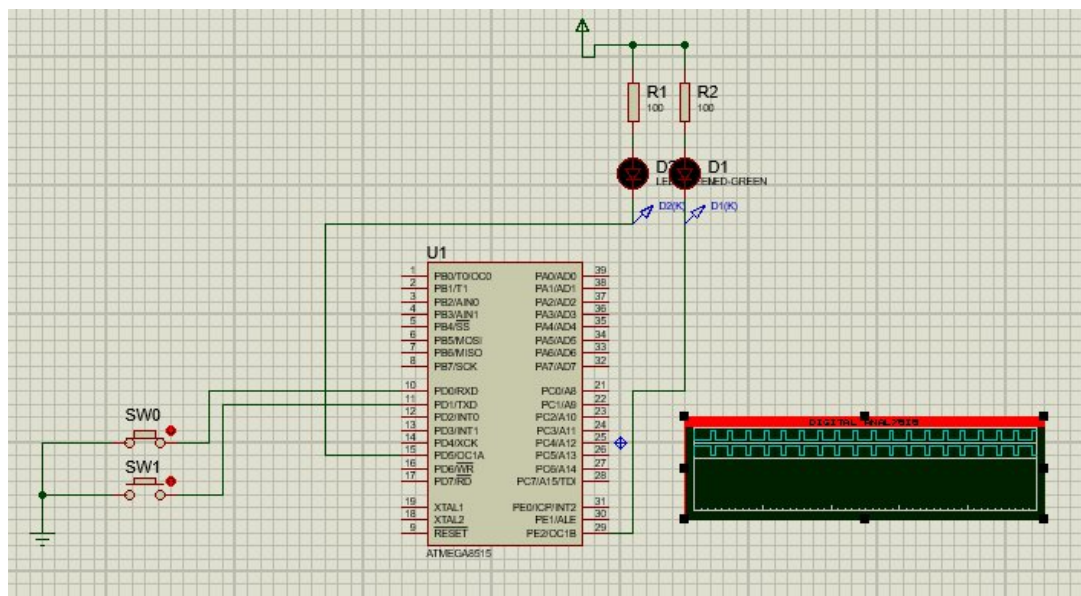 R1
100
R2
100
D1
LED-GREEN
D2(K)
D1(K)
U1
1 PB0/T0/OC0
2 PB1/T1
3 PB2/AIN0
4 PB3/AIN1
5 PB4/SS
6 PB5/MOSI
7 PB6/MISO
8 PB7/SCK
10 PD0/RXD
11 PD1/TXD
12 PD2/INT0
13 PD3/INT1
14 PD4/XCK
15 PD5/OC1A
16 PD6/WR
17 PD7/RD
19 XTAL1
18 XTAL2
9 RESET
PA0/AD0 39
PA1/AD1 38
PA2/AD2 37
PA3/AD3 36
PA4/AD4 35
PA5/AD5 34
PA6/AD6 33
PA7/AD7 32
PC0/A8 21
PC1/A9 22
PC2/A10 23
PC3/A11 24
PC4/A12 25
PC5/A13 26
PC6/A14 27
PC7/A15/TDI 28
PE0/ICP/INT2 31
PE1/ALE 30
PE2/OC1B 29
ATMEGA8515
SW0
SW1
DIGITAL ANALYSIS